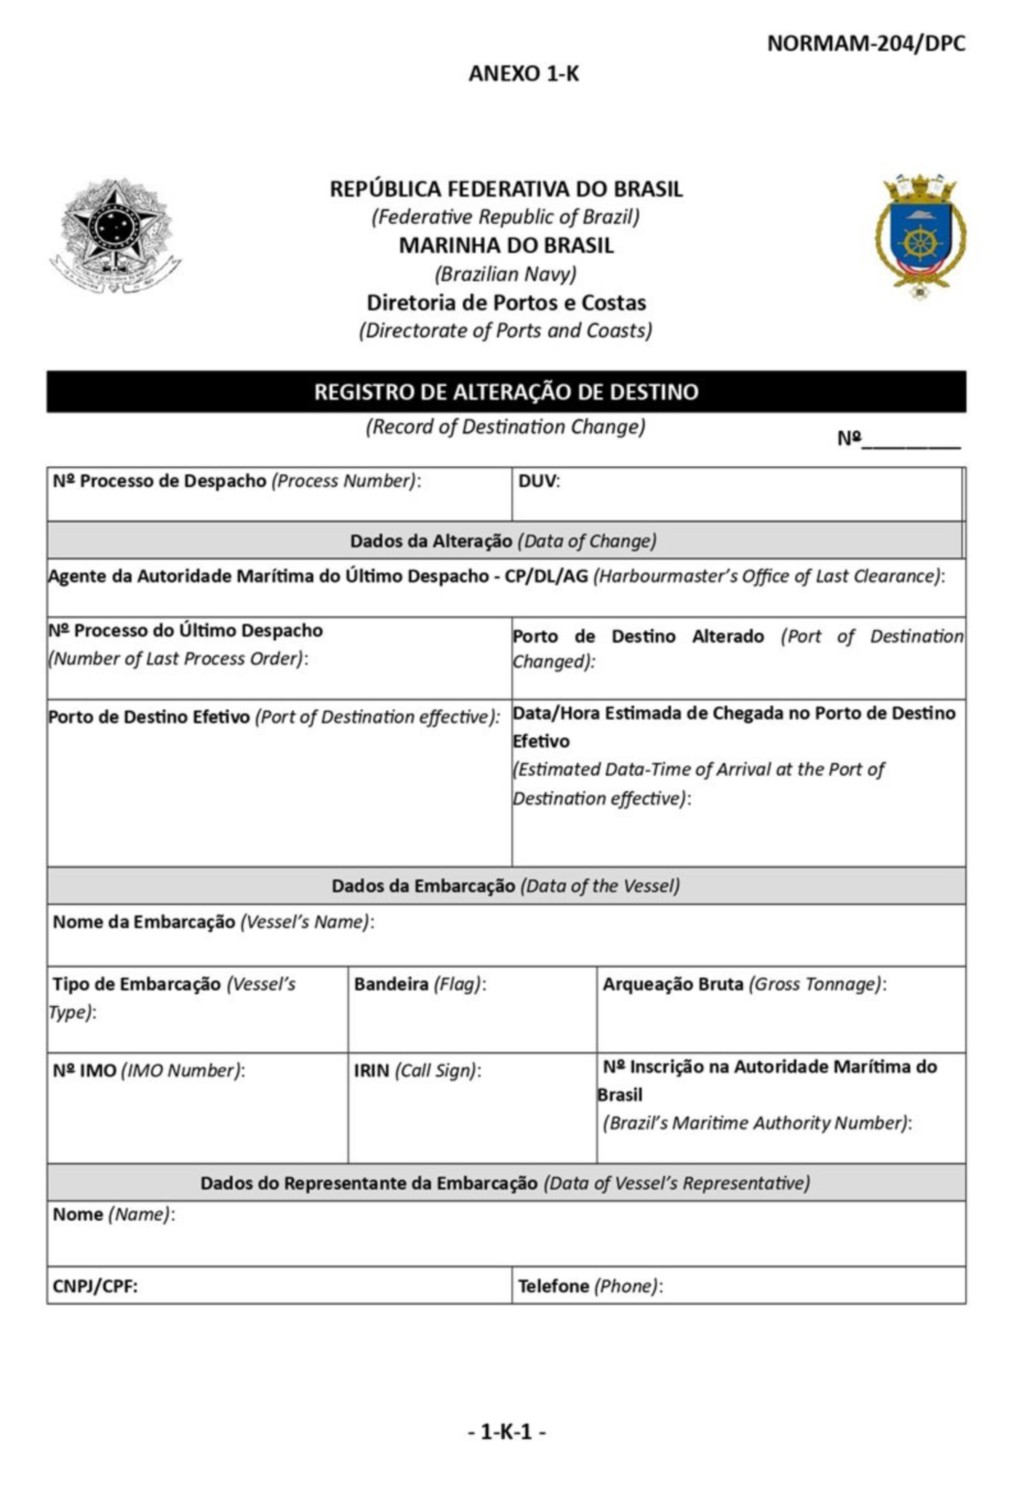 NORMAM-204/DPC
ANEXO 1-K
REPÚBLICA FEDERATIVA DO BRASIL
(Federative Republic of Brazil)
MARINHA DO BRASIL
(Brazilian Navy)
Diretoria de Portos e Costas
(Directorate of Ports and Coasts)
REGISTRO DE ALTERAÇÃO DE DESTINO
(Record of Destination Change)
Nº_________
Nº Processo de Despacho (Process Number):
DUV:
Dados da Alteração (Data of Change)
Agente da Autoridade Marítima do Último Despacho - CP/DL/AG (Harbourmaster's Office of Last Clearance):
Nº Processo do Último Despacho
(Number of Last Process Order):
Porto de Destino Alterado (Port of Destination
Changed):
Porto de Destino Efetivo (Port of Destination effective):
Data/Hora Estimada de Chegada no Porto de Destino
Efetivo
(Estimated Data-Time of Arrival at the Port of
Destination effective):
Dados da Embarcação (Data of the Vessel)
Nome da Embarcação (Vessel's Name):
Tipo de Embarcação (Vessel's
Type):
Bandeira (Flag):
Arqueação Bruta (Gross Tonnage):
Nº IMO (IMO Number):
IRIN (Call Sign):
Nº Inscrição na Autoridade Marítima do
Brasil
(Brazil's Maritime Authority Number):
Dados do Representante da Embarcação (Data of Vessel's Representative)
Nome (Name):
CNPJ/CPF:
Telefone (Phone):
- 1-K-1 -